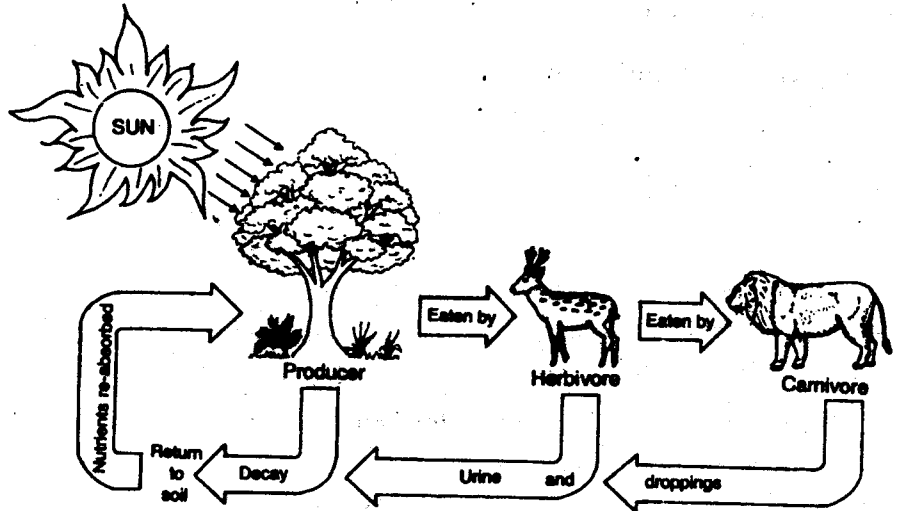 SUN
Eaten by
Eaten by
Producer
Herbivore
Carnivore
Nutrients re-absorbed
Return
to
soil
Decay
Urine and
droppings